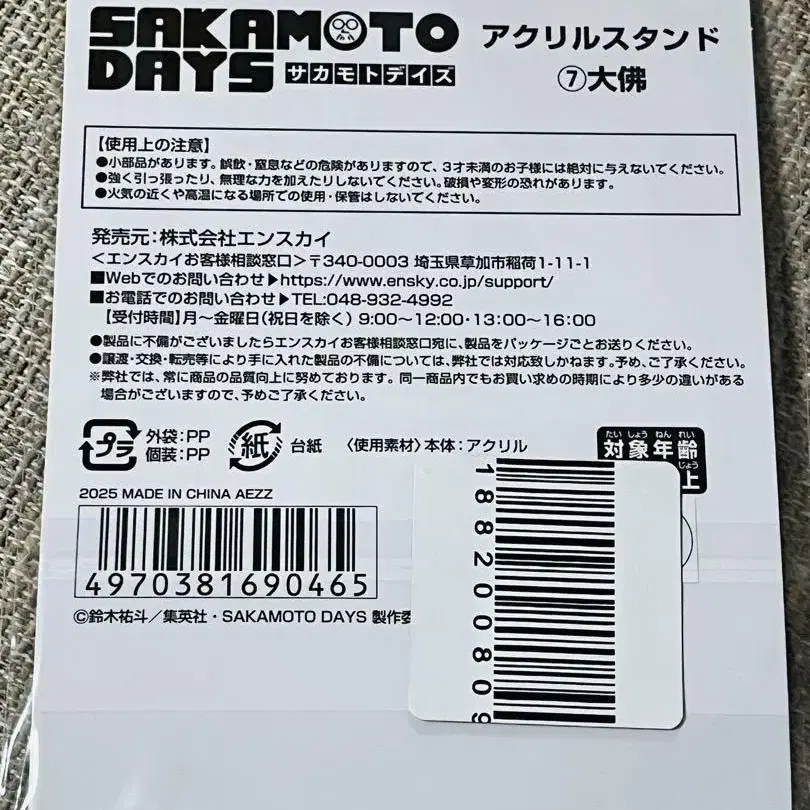 SAKAMOTO DAYS
サカモトデイズ
アクリルスタンド
⑦大佛
【使用上の注意】
●小部品があります。誤飲・窒息などの危険がありますので、3才未満のお子様には絶対に与えないでください。
●強く引っ張ったり、無理な力を加えたりしないでください。破損や変形の恐れがあります。
●火気の近くや高温になる場所での使用・保管はしないでください。
発売元:株式会社エンスカイ
<エンスカイお客様相談窓口>〒340-0003 埼玉県草加市稲荷1-11-1
■Webでのお問い合わせ▶https://www.ensky.co.jp/support/
■お電話でのお問い合わせ▶TEL:048-932-4992
【受付時間】月~金曜日(祝日を除く) 9:00~12:00・13:00~16:00
●製品に不備がございましたらエンスカイお客様相談窓口宛に、製品をパッケージごとお送りください。
●譲渡・交換・転売等により手に入れた製品の不備については、弊社では対応致しかねます。予め、ご了承ください。
※弊社では、常に商品の品質向上に努めております。同一商品内でもお買い求めの時期により多少の違いがある
場合がございますので、予めご了承ください。
プラ 外袋:PP
個装:PP
紙 台紙
〈使用素材〉本体:アクリル
たい しょう ねん れい
対象年齢
じょう
上
2025 MADE IN CHINA AEZZ
4970381690465
©鈴木祐斗/集英社・SAKAMOTO DAYS 製作委
188200809